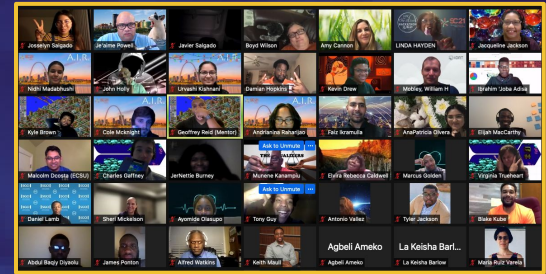 Josselyn Salgado
Je'aime Powell
Javier Salgado
Boyd Wilson
Amy Cannon
LINDA HAYDEN
Jacqueline Jackson
SC21
Nidhi Madabhushi
John Holly
Urvashi Kishnani
Damian Hopkins
Kevin Drew
Mobley, William H
Ibrahim 'Joba Adisa
A.I.R.
Kyle Brown
Cole Mcknight
Geoffrey Reid (Mentor)
Andrianina Raharijao
Faiz Ikramulla
AnaPatricia Olvera
Elijah MacCarthy
Malcolm Dcosta (ECSU)
Charles Gaffney
JerNettie Burney
Ask to Unmute
Munene Kanampiu
Elvira Rebecca Caldwell
Marcus Golden
Virginia Trueheart
Daniel Lamb
Sheri Mickelson
Ayomide Olasupo
Ask to Unmute
Tony Guy
Antonio Vallez
Tyler Jackson
Blake Kube
Abdul Baqiy Diyaolu
James Ponton
Alfred Watkins
Keith Maull
Agbeli Ameko
Agbeli Ameko
La Keisha Barl...
La Keisha Barlow
Maria Ruiz Varela